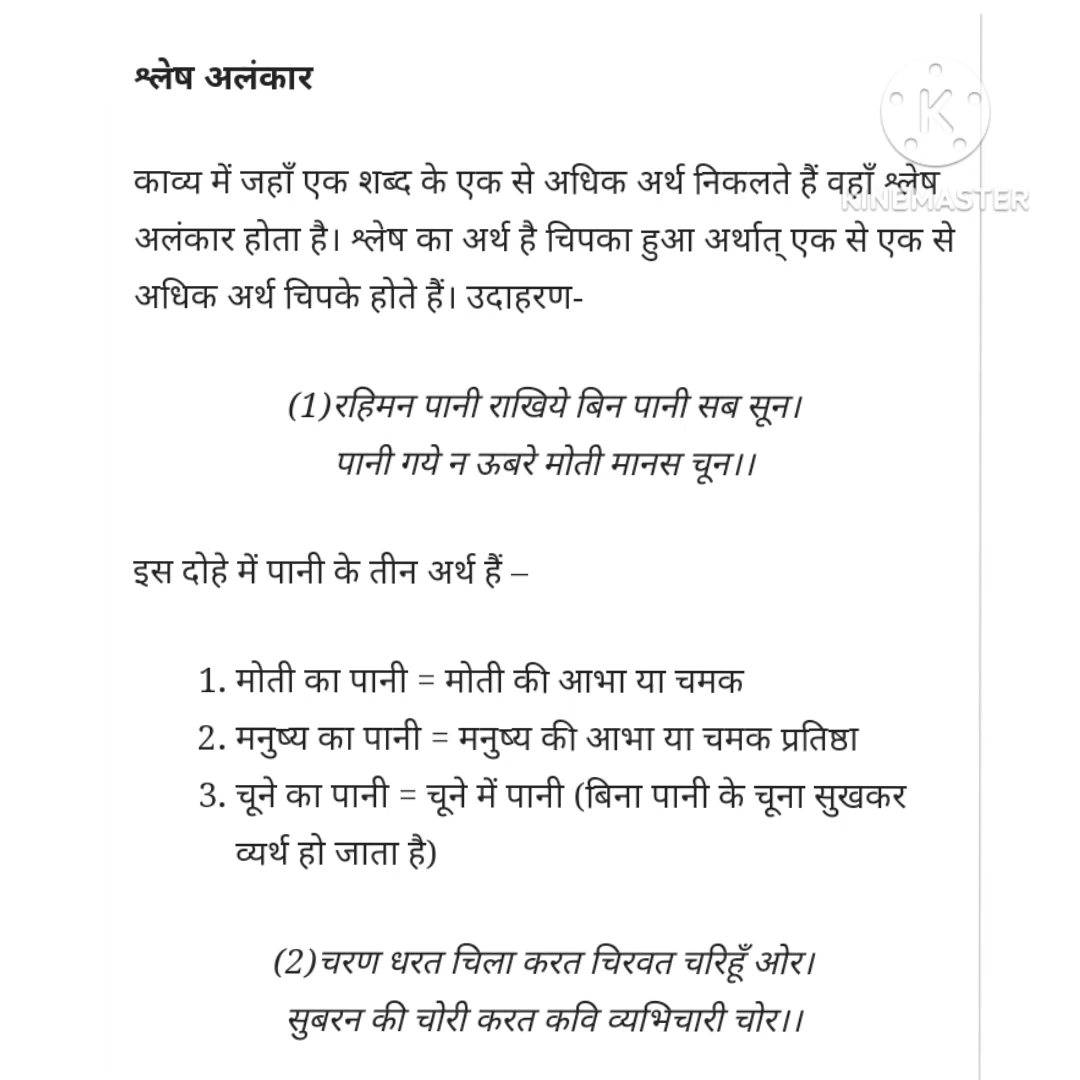 श्लेष अलंकार
K
काव्य में जहाँ एक शब्द के एक से अधिक अर्थ निकलते हैं वहाँ श्लेष
KINEMASTER
अलंकार होता है। श्लेष का अर्थ है चिपका हुआ अर्थात् एक से एक से
अधिक अर्थ चिपके होते हैं। उदाहरण-
(1)रहिमन पानी राखिये बिन पानी सब सून।
पानी गये न ऊबरे मोती मानस चून।।
इस दोहे में पानी के तीन अर्थ हैं –
1. मोती का पानी = मोती की आभा या चमक
2. मनुष्य का पानी = मनुष्य की आभा या चमक प्रतिष्ठा
3. चूने का पानी = चूने में पानी (बिना पानी के चूना सुखकर
व्यर्थ हो जाता है)
(2)चरण धरत चिला करत चिरवत चरिहूँ ओर।
सुबरन की चोरी करत कवि व्यभिचारी चोर।।